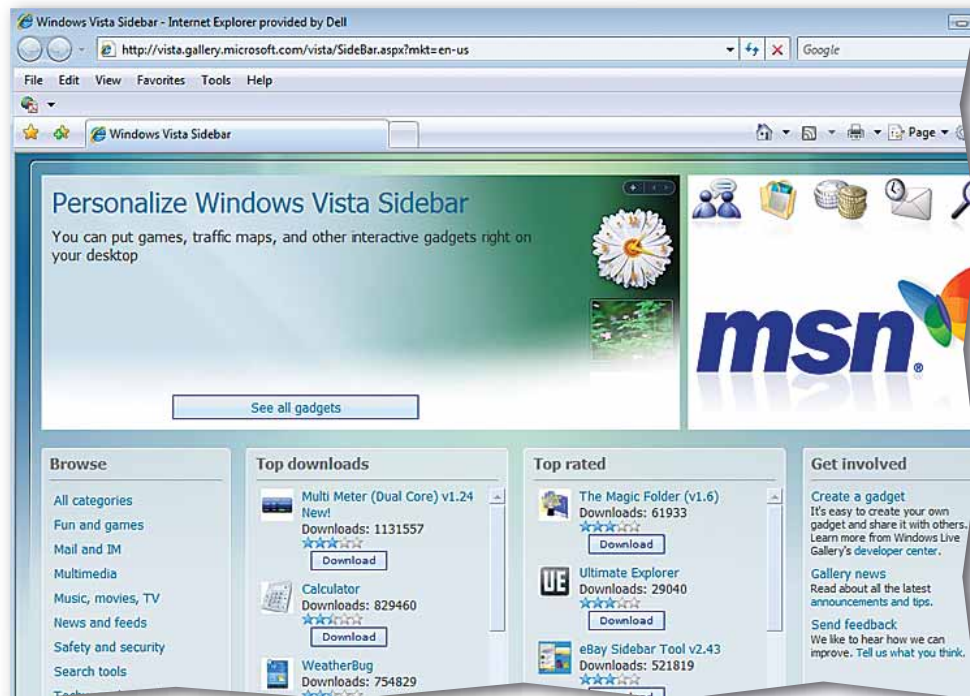 Windows Vista Sidebar - Internet Explorer provided by Dell
http://vista.gallery.microsoft.com/vista/SideBar.aspx?mkt=en-us
Google
File Edit View Favorites Tools Help
Windows Vista Sidebar
Page
Personalize Windows Vista Sidebar
You can put games, traffic maps, and other interactive gadgets right on
your desktop
See all gadgets
msn®
Browse
All categories
Fun and games
Mail and IM
Multimedia
Music, movies, TV
News and feeds
Safety and security
Search tools
Top downloads
Multi Meter (Dual Core) v1.24
New!
Downloads: 1131557
Download
Calculator
Downloads: 829460
Download
WeatherBug
Downloads: 754829
Top rated
The Magic Folder (v1.6)
Downloads: 61933
Download
UE
Ultimate Explorer
Downloads: 29040
Download
eBay Sidebar Tool v2.43
Downloads: 521819
Get involved
Create a gadget
It's easy to create your own
gadget and share it with others.
Learn more from Windows Live
Gallery's developer center.
Gallery news
Read about all the latest
announcements and tips.
Send feedback
We like to hear how we can
improve. Tell us what you think.